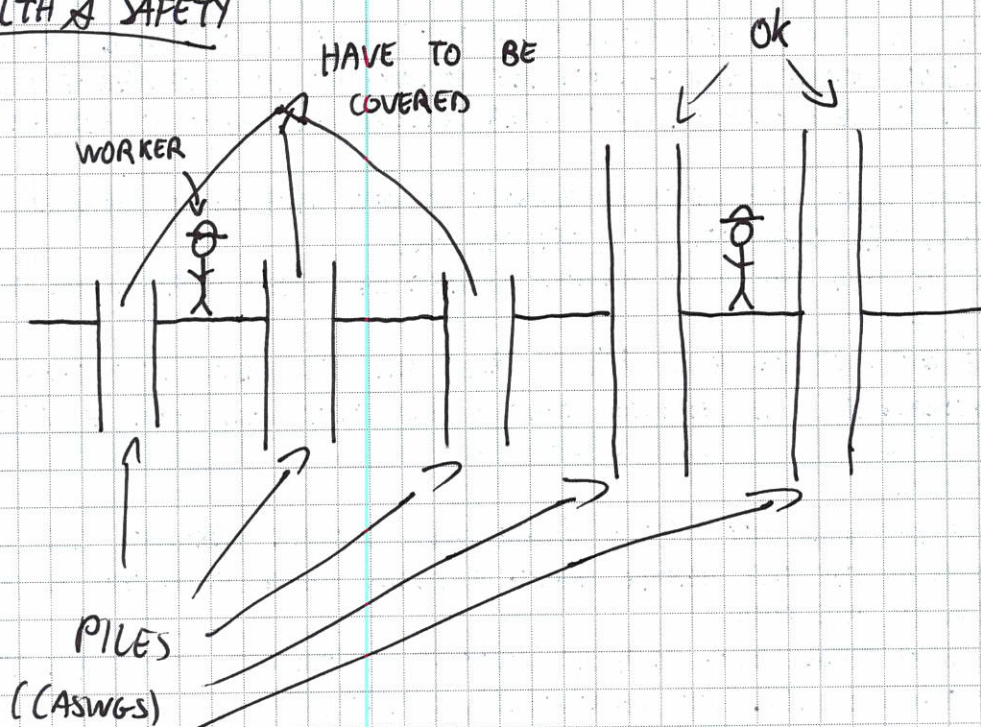 LTH & SAFETY
HAVE TO BE
COVERED
OK
WORKER
PILES
(CASINGS)